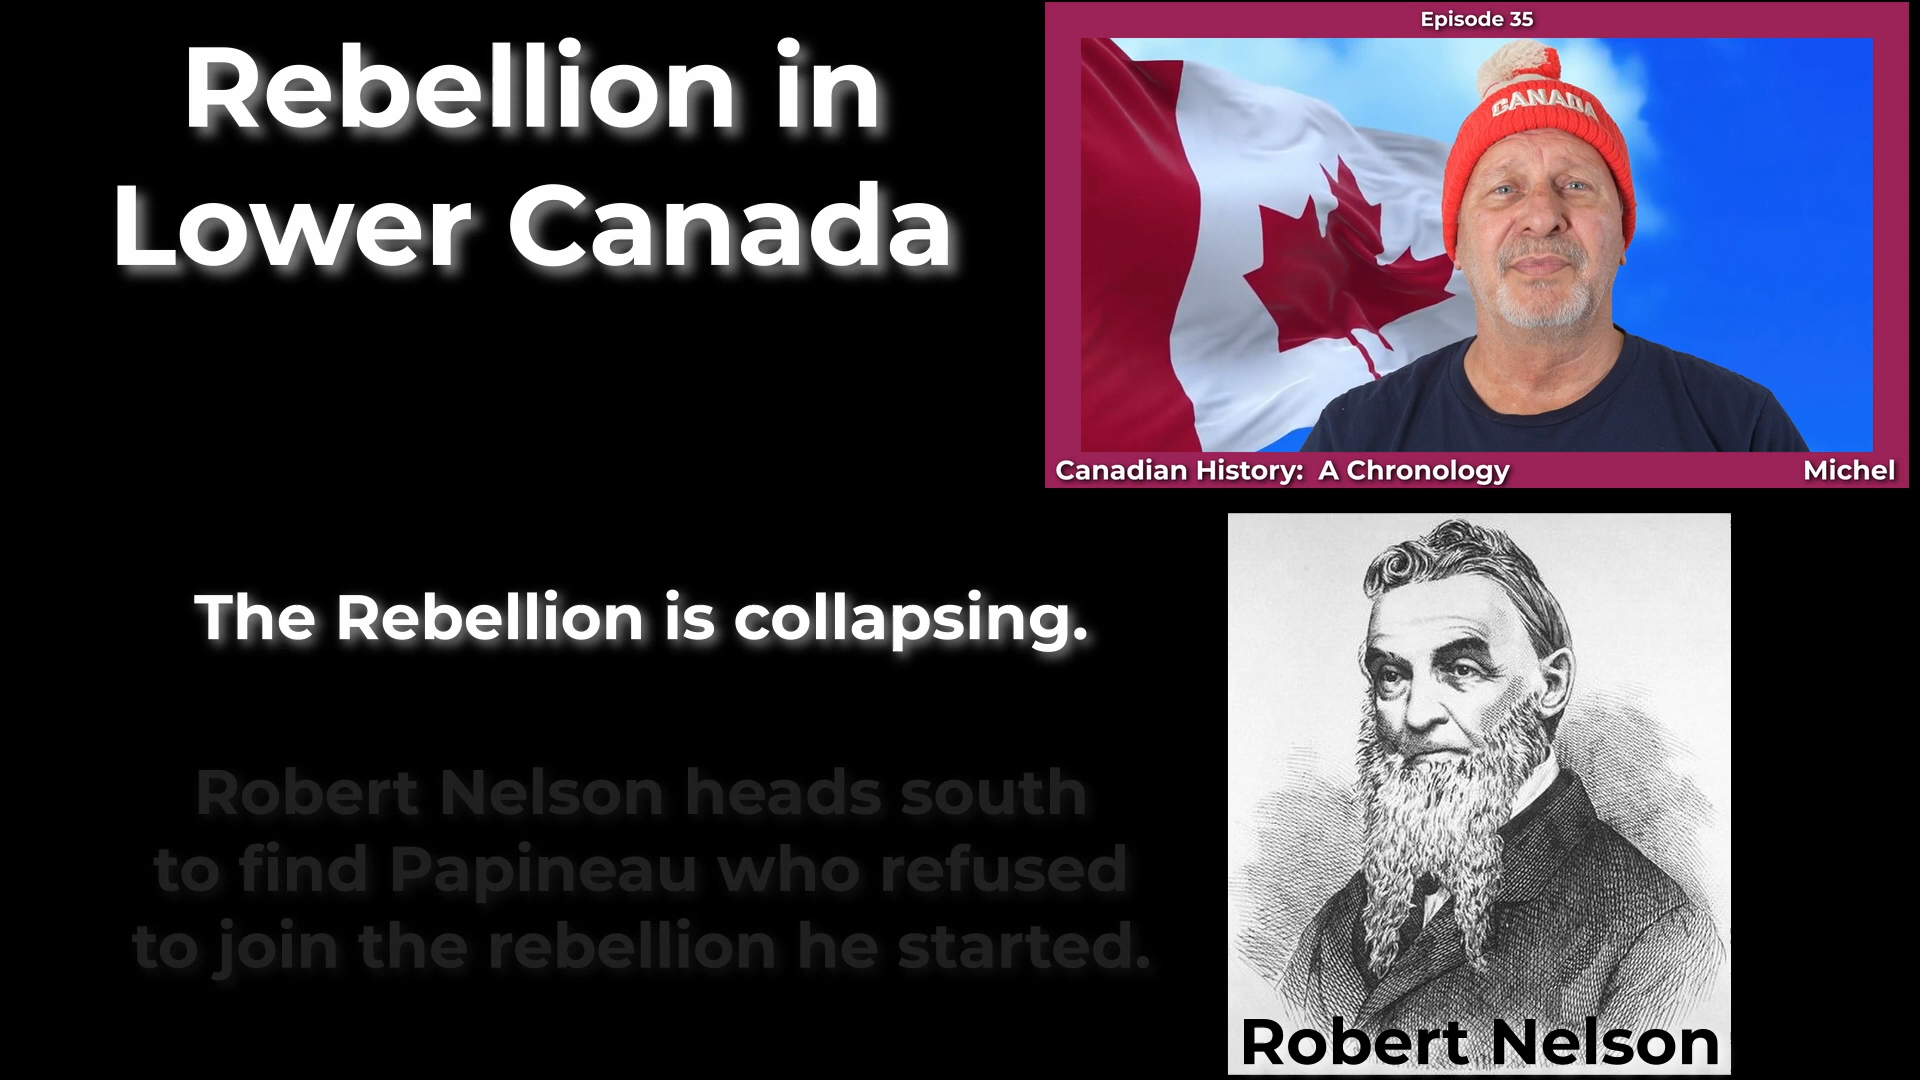 Rebellion in
Lower Canada
Episode 35
CANADA
Canadian History: A Chronology
Michel
The Rebellion is collapsing.
Robert Nelson heads south
to find Papineau who refused
to join the rebellion he started.
Robert Nelson